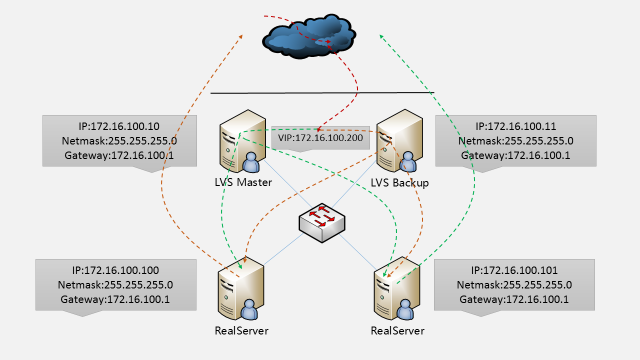 IP:172.16.100.10
Netmask:255.255.255.0
Gateway:172.16.100.1
VIP:172.16.100.200
IP:172.16.100.11
Netmask:255.255.255.0
Gateway:172.16.100.1
LVS Master
LVS Backup
IP:172.16.100.100
Netmask:255.255.255.0
Gateway:172.16.100.1
IP:172.16.100.101
Netmask:255.255.255.0
Gateway:172.16.100.1
RealServer
RealServer